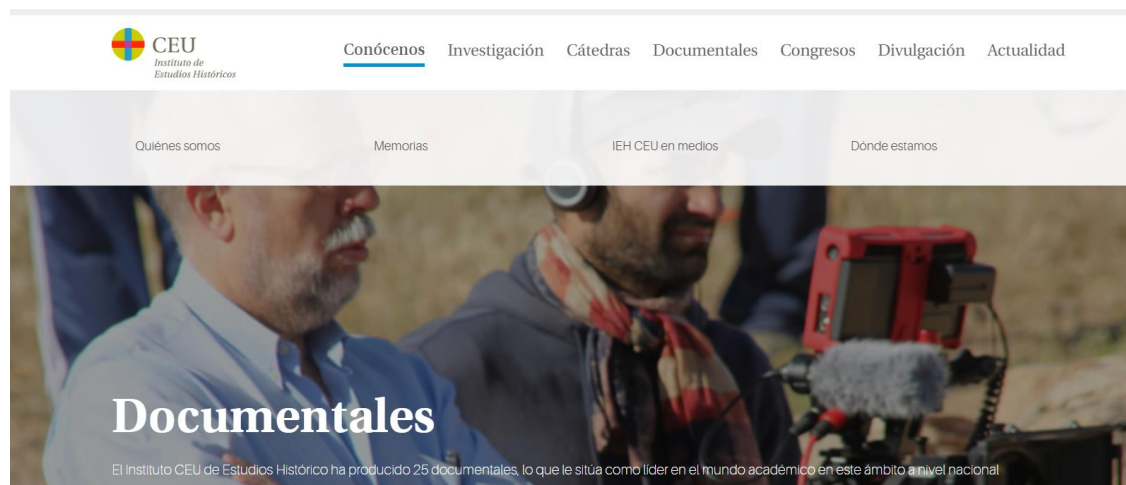 CEU
Instituto de
Estudios Históricos
Conócenos Investigación Cátedras Documentales Congresos Divulgación Actualidad
Quiénes somos Memorias IEH CEU en medios Dónde estamos
Documentales
El Instituto CEU de Estudios Histórico ha producido 25 documentales, lo que le sitúa como líder en el mundo académico en este ámbito a nivel nacional